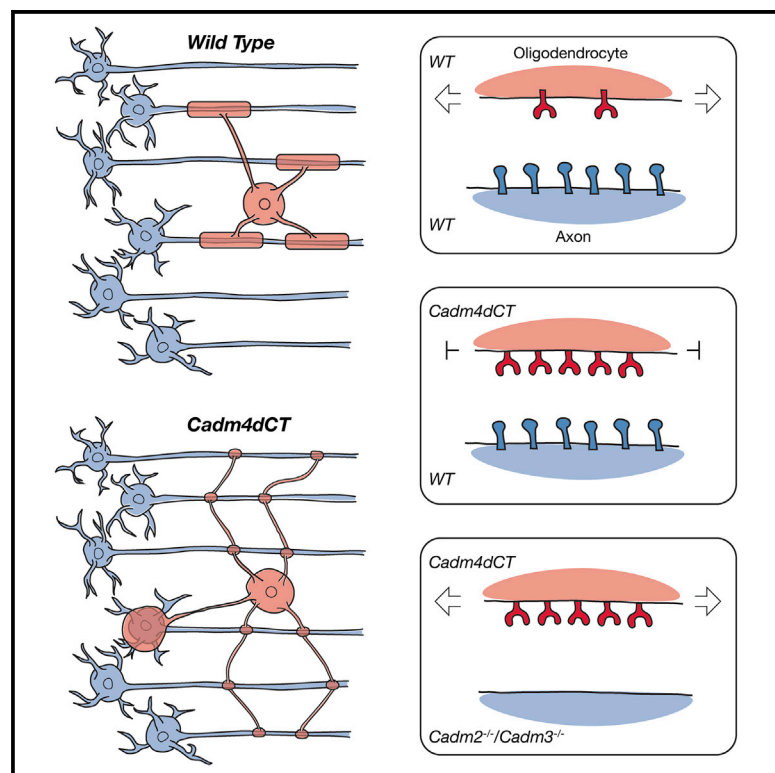 Wild Type
Cadm4dCT
WT
Oligodendrocyte
WT
Axon
Cadm4dCT
WT
Cadm4dCT
Cadm2-/-/Cadm3-/-